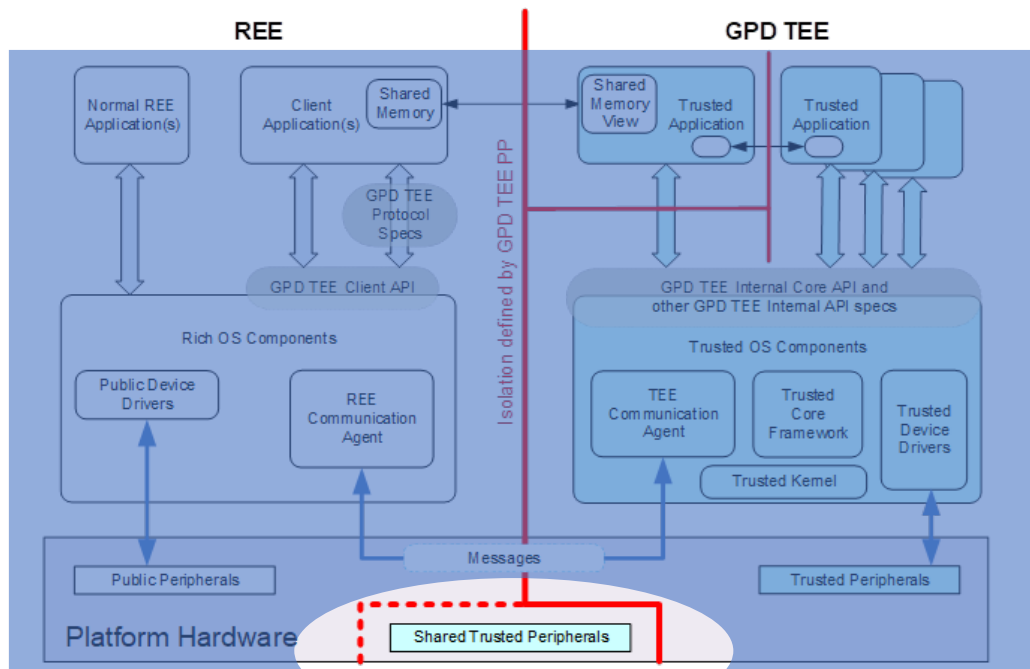 REE
GPD TEE
Normal REE
Application(s)
Client
Application(s)
Shared
Memory
Shared
Memory
View
Trusted
Application
Trusted
Application
GPD TEE
Protocol
Specs
Isolation defined by GPD TEE PP
GPD TEE Client API
GPD TEE Internal Core API and
other GPD TEE Internal API specs
Rich OS Components
Trusted OS Components
Public Device
Drivers
REE
Communication
Agent
TEE
Communication
Agent
Trusted
Core
Framework
Trusted
Device
Drivers
Trusted Kernel
Messages
Public Peripherals
Trusted Peripherals
Platform Hardware
Shared Trusted Peripherals